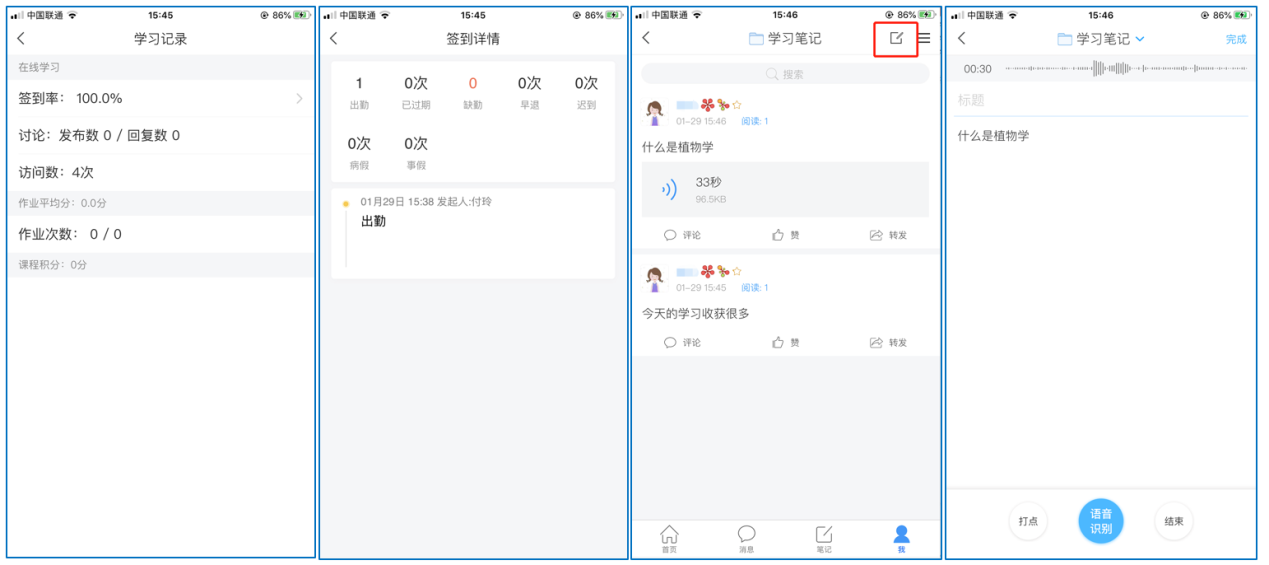 中国联通
15:45
86%
学习记录
在线学习
签到率： 100.0%
讨论：发布数 0 / 回复数 0
访问数：4次
作业平均分：0.0分
作业次数： 0 / 0
课程积分：0分
中国联通
15:45
86%
签到详情
1 0次 0 0次 0次
出勤 已过期 缺勤 早退 迟到
0次 0次
病假 事假
01月29日 15:38 发起人:付玲
出勤
中国联通
15:46
86%
学习笔记
搜索
01-29 15:46 阅读: 1
什么是植物学
33秒
96.5KB
评论 赞 转发
01-29 15:45 阅读: 1
今天的学习收获很多
评论 赞 转发
首页 消息 笔记 我
中国联通
15:46
86%
学习笔记
完成
00:30
标题
什么是植物学
打点
语音
识别
结束